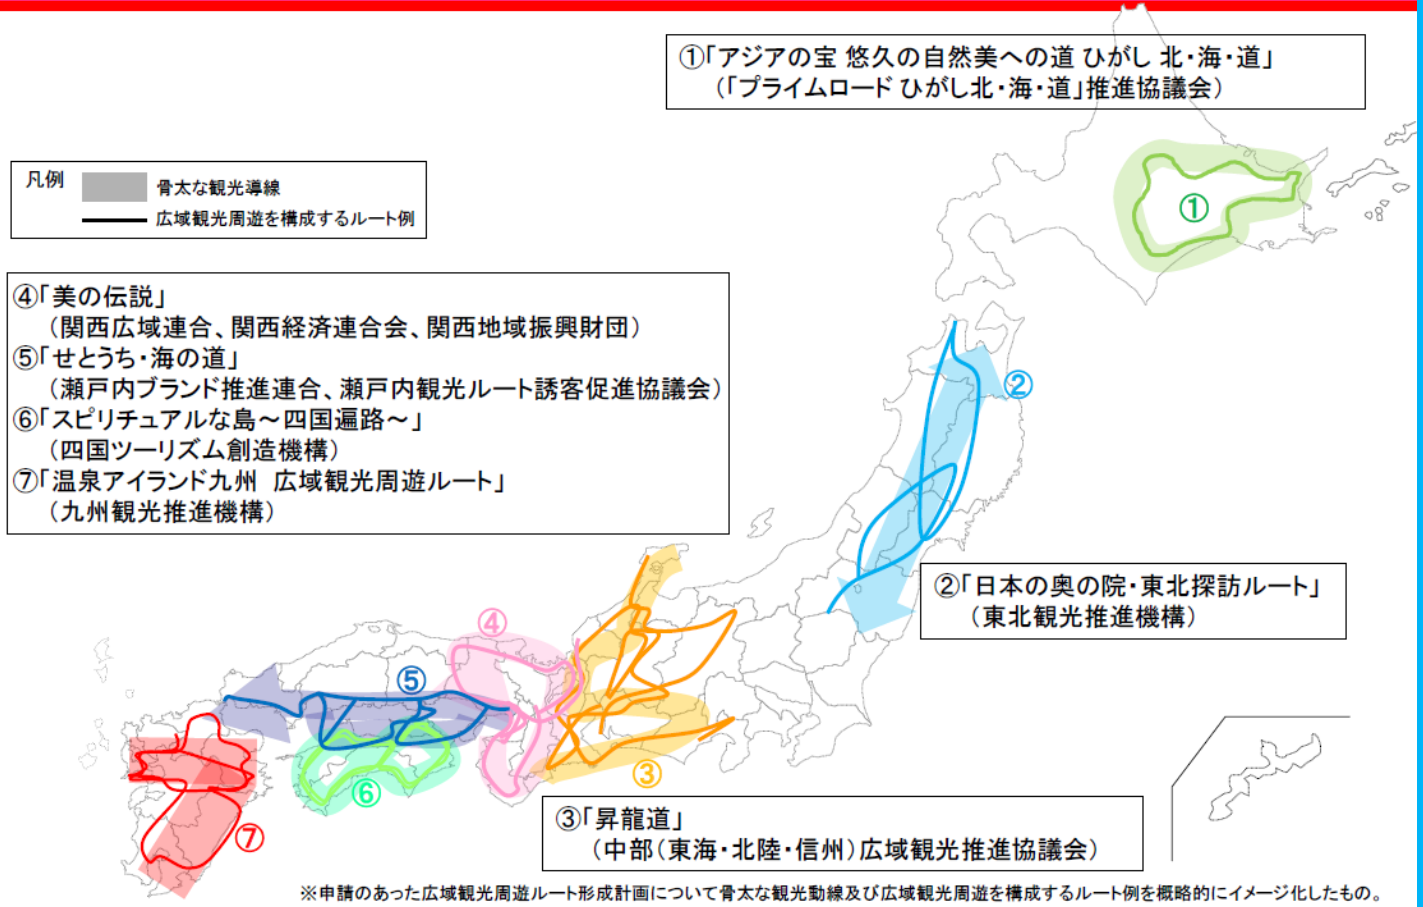 ①「アジアの宝 悠久の自然美への道 ひがし 北・海・道」
(「プライムロード ひがし北・海・道」推進協議会)
凡例
骨太な観光導線
広域観光周遊を構成するルート例
①
④「美の伝説」
(関西広域連合、関西経済連合会、関西地域振興財団)
⑤「せとうち・海の道」
(瀬戸内ブランド推進連合、瀬戸内観光ルート誘客促進協議会)
⑥「スピリチュアルな島～四国遍路～」
(四国ツーリズム創造機構)
⑦「温泉アイランド九州 広域観光周遊ルート」
(九州観光推進機構)
②
②「日本の奥の院・東北探訪ルート」
(東北観光推進機構)
④
⑤
③
⑥
⑦
③「昇龍道」
(中部(東海・北陸・信州)広域観光推進協議会)
※申請のあった広域観光周遊ルート形成計画について骨太な観光動線及び広域観光周遊を構成するルート例を概略的にイメージ化したもの。